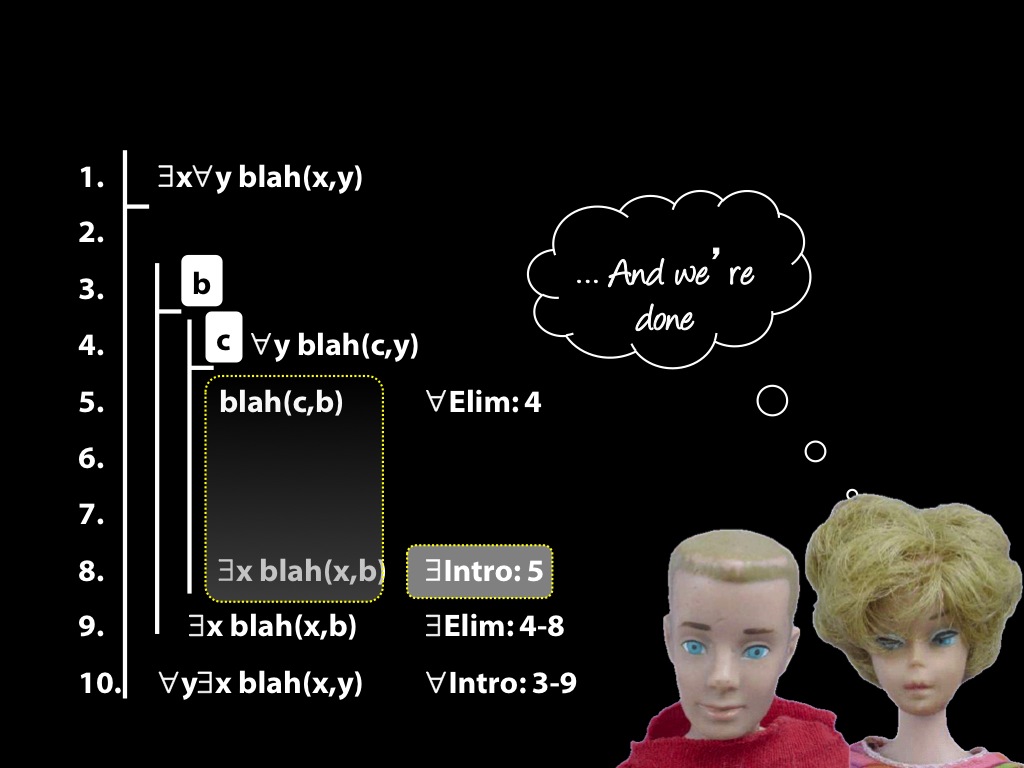 1. ∃x∀y blah(x,y)
2.
3. b
4. c ∀y blah(c,y)
5. blah(c,b) ∀Elim: 4
6.
7.
8. ∃x blah(x,b) ∃Intro: 5
9. ∃x blah(x,b) ∃Elim: 4-8
10. ∀y∃x blah(x,y) ∀Intro: 3-9
... And we’re
done